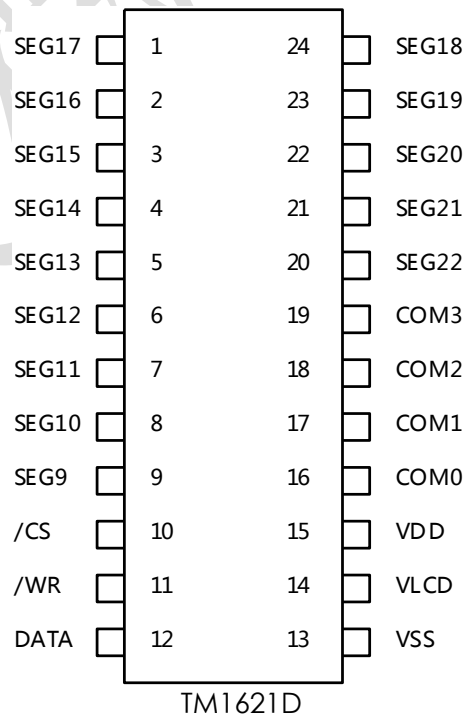 SEG17 1 24 SEG18
SEG16 2 23 SEG19
SEG15 3 22 SEG20
SEG14 4 21 SEG21
SEG13 5 20 SEG22
SEG12 6 19 COM3
SEG11 7 18 COM2
SEG10 8 17 COM1
SEG9 9 16 COM0
/CS 10 15 VDD
/WR 11 14 VLCD
DATA 12 13 VSS
TM1621D